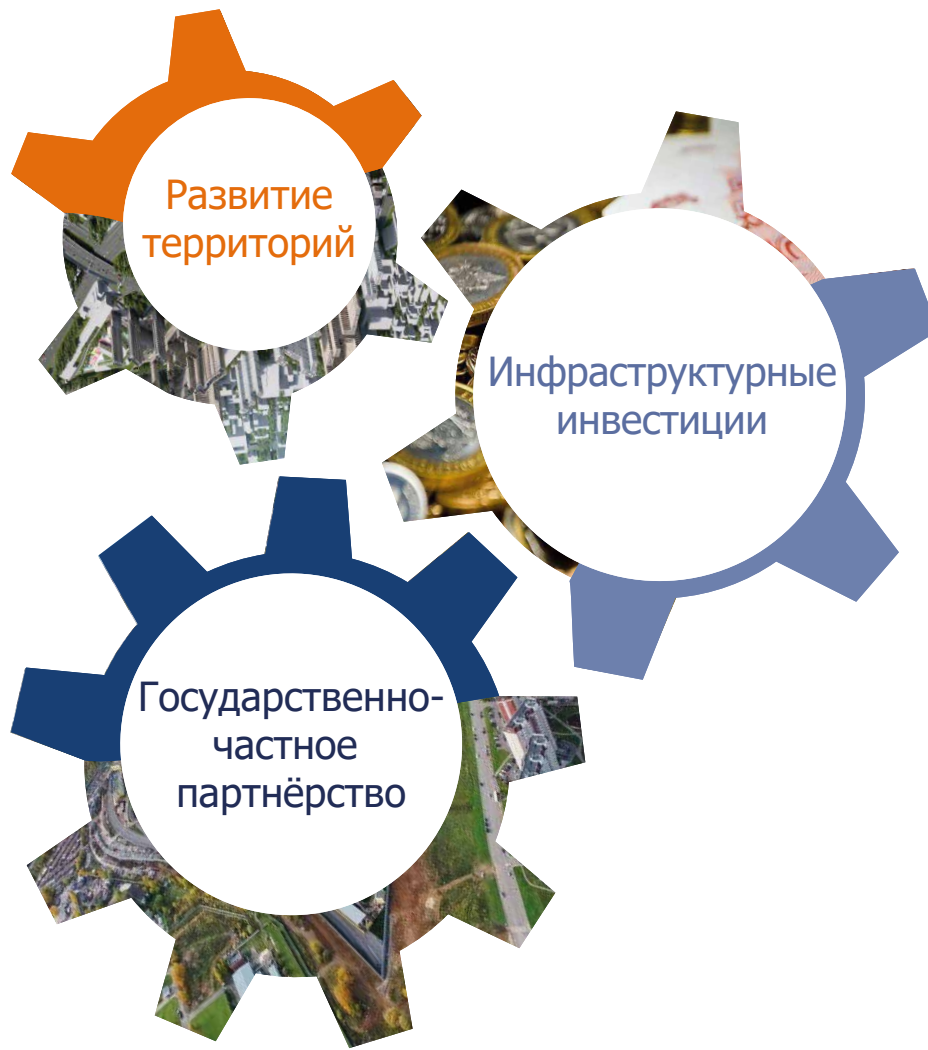 Развитие
территорий
Инфраструктурные
инвестиции
Государственно-
частное
партнёрство